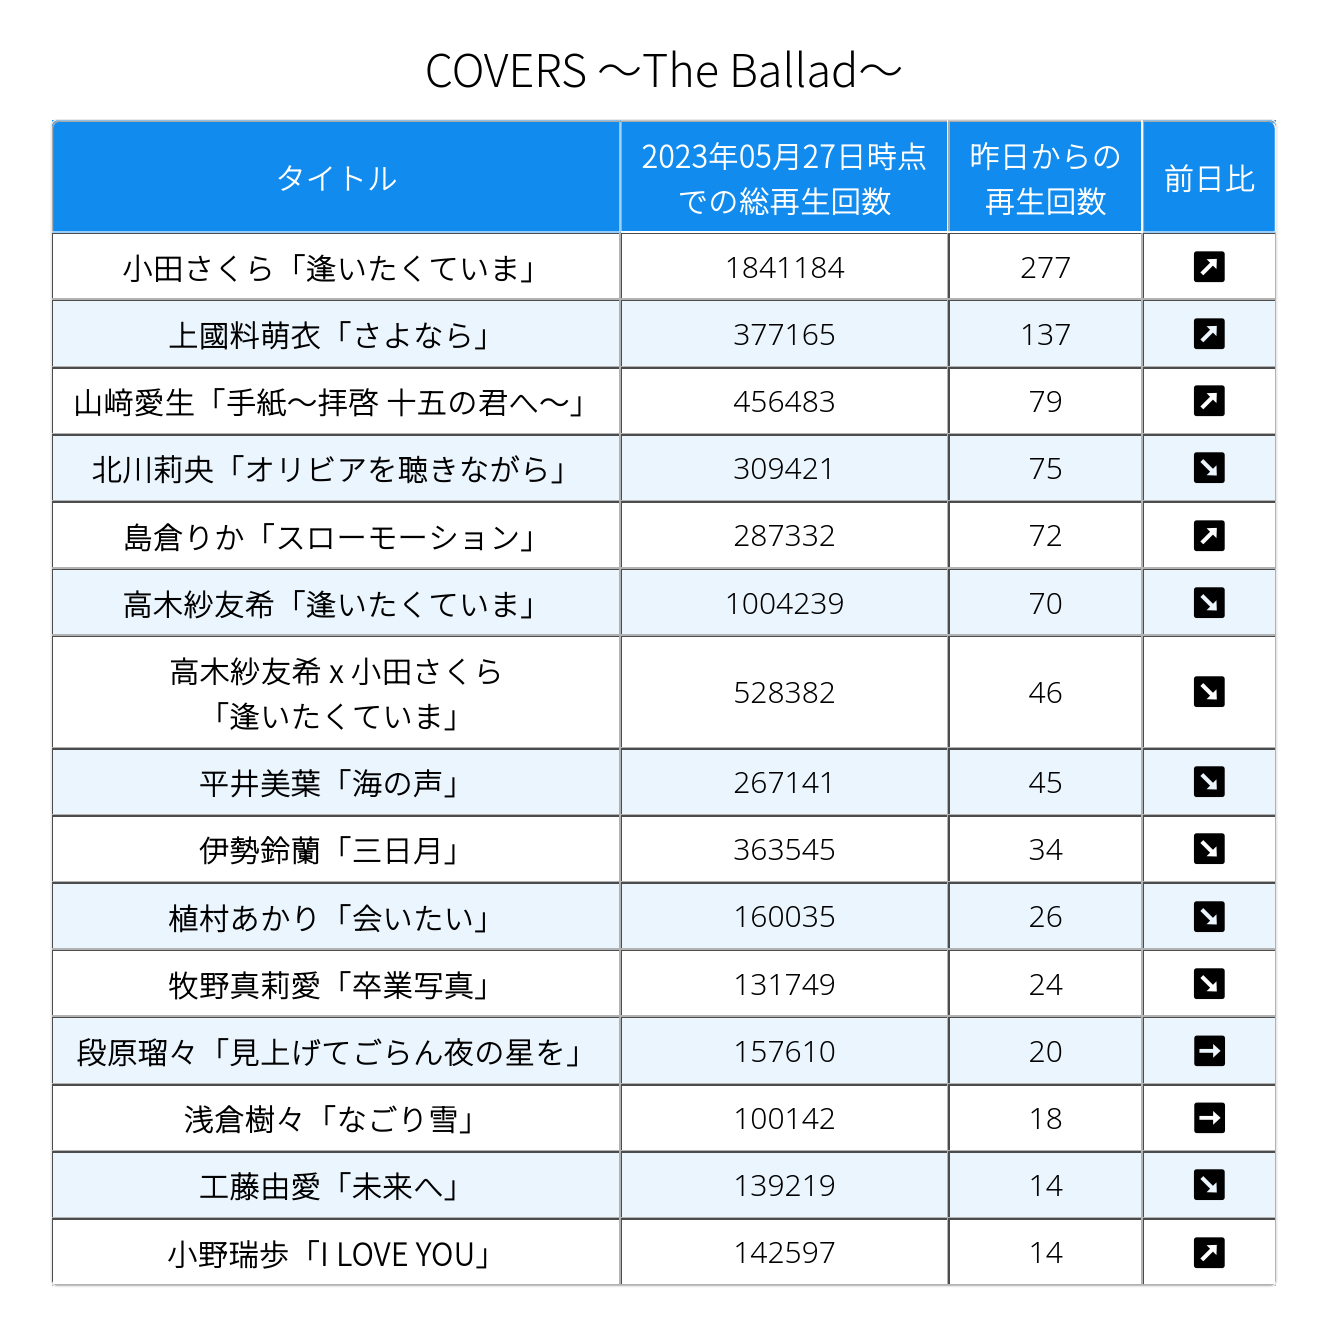 COVERS ～The Ballad～
タイトル
2023年05月27日時点
での総再生回数
昨日からの
再生回数
前日比
小田さくら「逢いたくていま」 1841184 277 ↗
上國料萌衣「さよなら」 377165 137 ↗
山﨑愛生「手紙～拝啓 十五の君へ～」 456483 79 ↗
北川莉央「オリビアを聴きながら」 309421 75 ↘
島倉りか「スローモーション」 287332 72 ↗
高木紗友希「逢いたくていま」 1004239 70 ↘
高木紗友希 x 小田さくら
「逢いたくていま」 528382 46 ↘
平井美葉「海の声」 267141 45 ↘
伊勢鈴蘭「三日月」 363545 34 ↘
植村あかり「会いたい」 160035 26 ↘
牧野真莉愛「卒業写真」 131749 24 ↘
段原瑠々「見上げてごらん夜の星を」 157610 20 →
浅倉樹々「なごり雪」 100142 18 →
工藤由愛「未来へ」 139219 14 ↘
小野瑞歩「I LOVE YOU」 142597 14 ↗